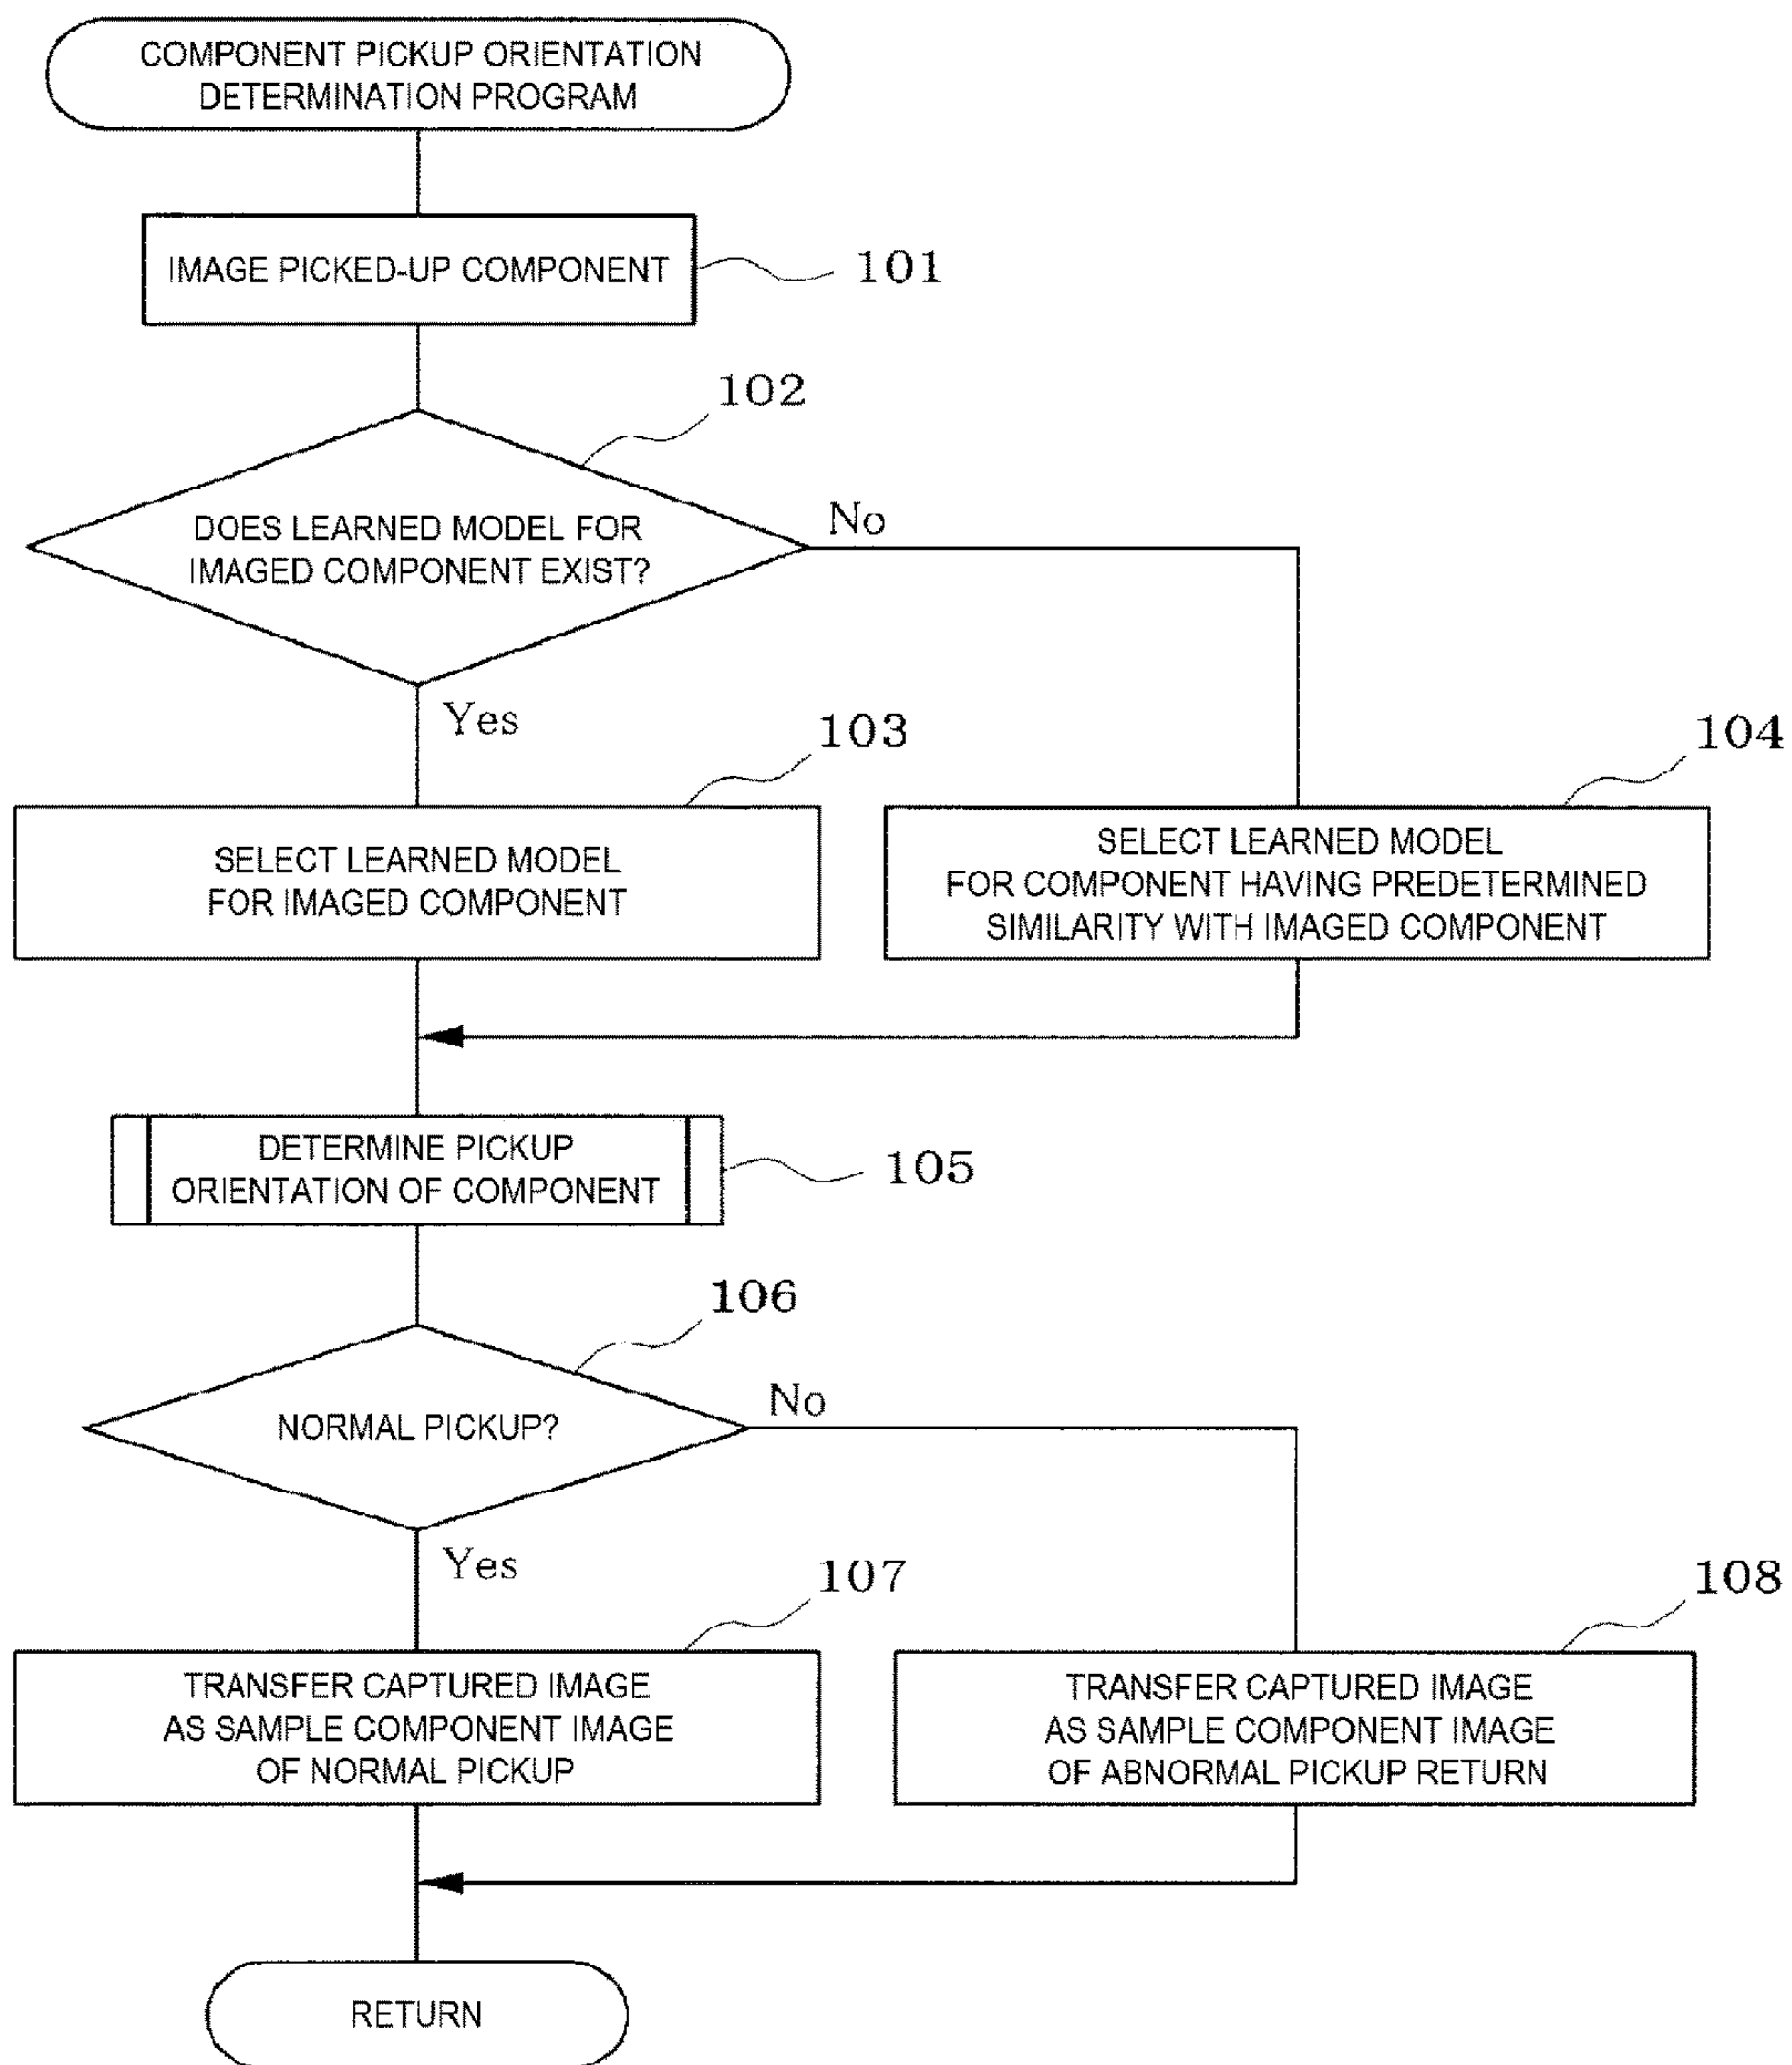 COMPONENT PICKUP ORIENTATION
DETERMINATION PROGRAM
IMAGE PICKED-UP COMPONENT
101
102
DOES LEARNED MODEL FOR
IMAGED COMPONENT EXIST?
No
Yes
103
SELECT LEARNED MODEL
FOR IMAGED COMPONENT
104
SELECT LEARNED MODEL
FOR COMPONENT HAVING PREDETERMINED
SIMILARITY WITH IMAGED COMPONENT
DETERMINE PICKUP
ORIENTATION OF COMPONENT
105
106
NORMAL PICKUP?
No
Yes
107
TRANSFER CAPTURED IMAGE
AS SAMPLE COMPONENT IMAGE
OF NORMAL PICKUP
108
TRANSFER CAPTURED IMAGE
AS SAMPLE COMPONENT IMAGE
OF ABNORMAL PICKUP RETURN
RETURN